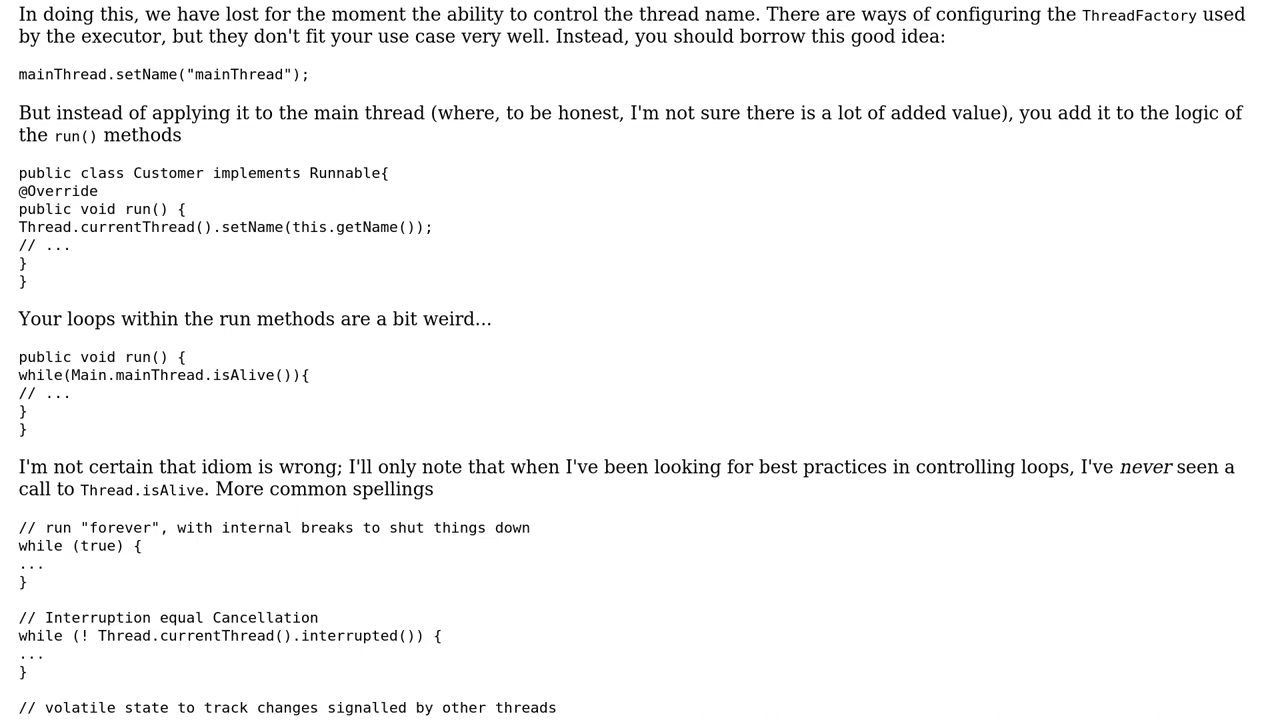 In doing this, we have lost for the moment the ability to control the thread name. There are ways of configuring the ThreadFactory used
by the executor, but they don't fit your use case very well. Instead, you should borrow this good idea:
mainThread.setName("mainThread");
But instead of applying it to the main thread (where, to be honest, I'm not sure there is a lot of added value), you add it to the logic of
the run() methods
public class Customer implements Runnable{
@Override
public void run() {
Thread.currentThread().setName(this.getName());
// ...
}
}
Your loops within the run methods are a bit weird...
public void run() {
while(Main.mainThread.isAlive()){
// ...
}
}
I'm not certain that idiom is wrong; I'll only note that when I've been looking for best practices in controlling loops, I've never seen a
call to Thread.isAlive. More common spellings
// run "forever", with internal breaks to shut things down
while (true) {
...
}
// Interruption equal Cancellation
while (! Thread.currentThread().interrupted()) {
...
}
// volatile state to track changes signalled by other threads